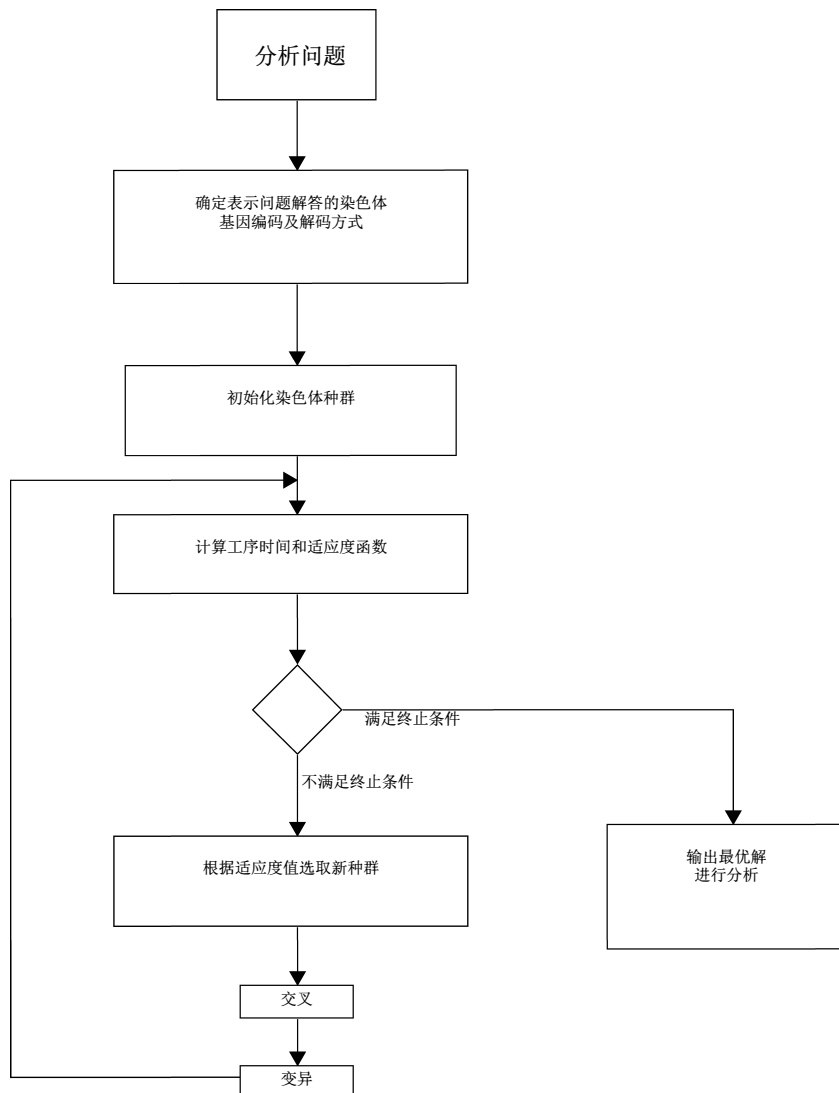 分析问题
确定表示问题解答的染色体
基因编码及解码方式
初始化染色体种群
计算工序时间和适应度函数
满足终止条件
不满足终止条件
根据适应度值选取新种群
输出最优解
进行分析
交叉
变异